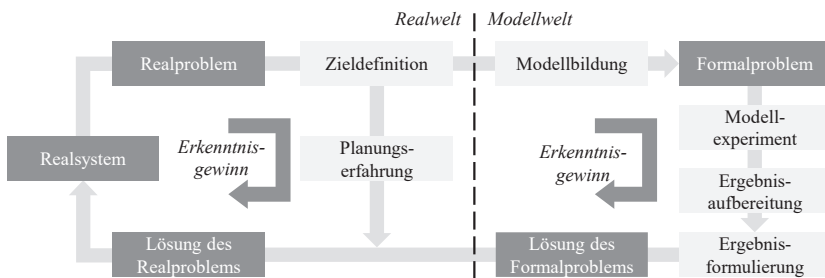 Realwelt
Modellwelt
Realproblem
Zieldefinition
Modellbildung
Formalproblem
Realsystem
Erkenntnis-
gewinn
Planungs-
erfahrung
Erkenntnis-
gewinn
Modell-
experiment
Ergebnis-
aufbereitung
Lösung des
Realproblems
Lösung des
Formalproblems
Ergebnis-
formulierung